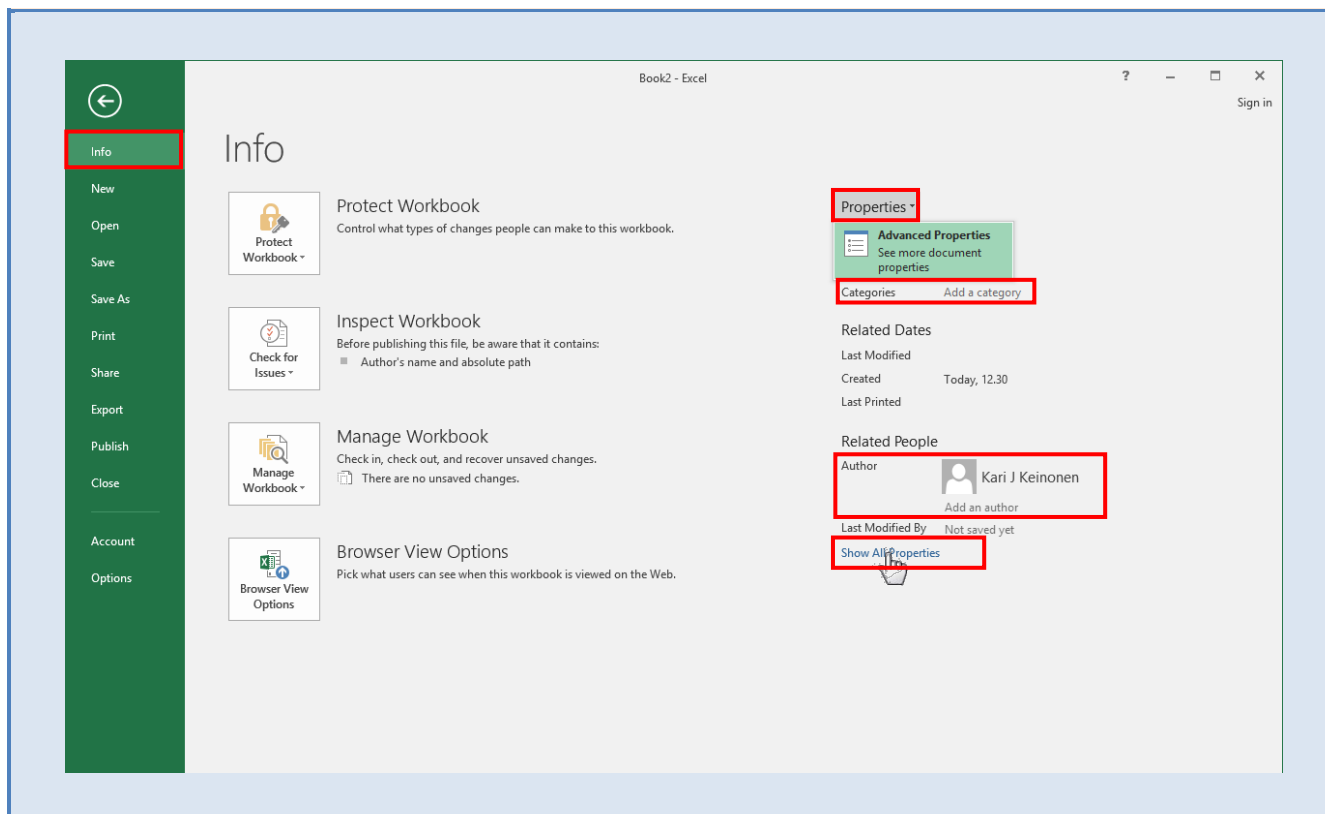 Book2 - Excel
?
Sign in
Info
New
Open
Save
Save As
Print
Share
Export
Publish
Close
Account
Options
Info
Protect
Workbook
Protect Workbook
Control what types of changes people can make to this workbook.
Check for
Issues
Inspect Workbook
Before publishing this file, be aware that it contains:
Author's name and absolute path
Manage
Workbook
Manage Workbook
Check in, check out, and recover unsaved changes.
There are no unsaved changes.
Browser View
Options
Browser View Options
Pick what users can see when this workbook is viewed on the Web.
Properties
Advanced Properties
See more document
properties
Categories Add a category
Related Dates
Last Modified
Created Today, 12.30
Last Printed
Related People
Author Kari J Keinonen
Add an author
Last Modified By Not saved yet
Show All Properties